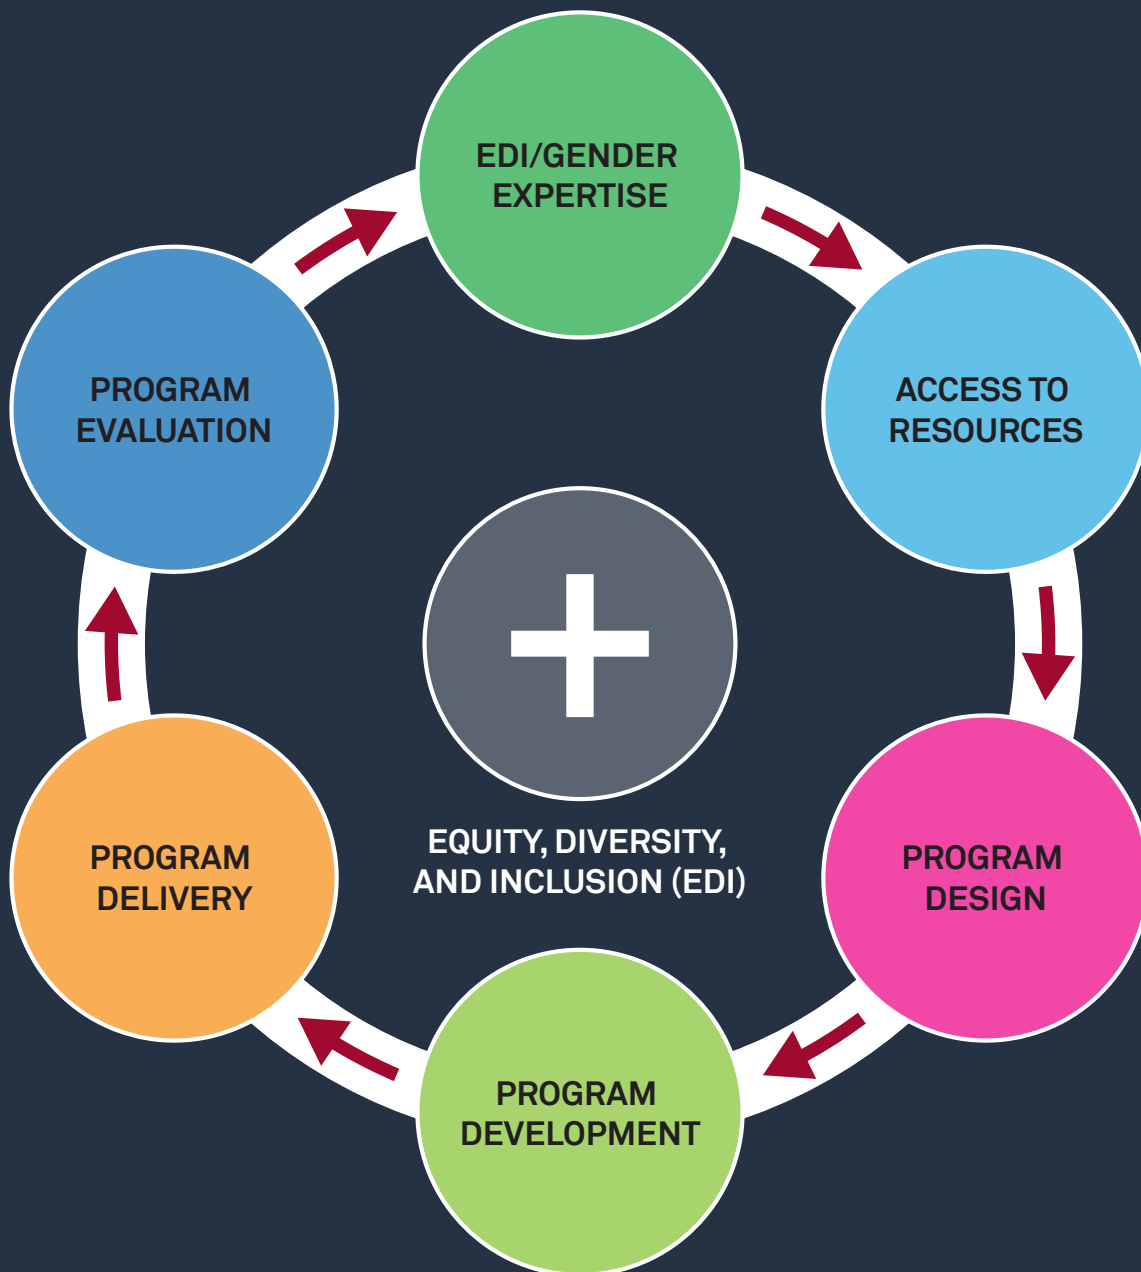 EDI/GENDER
EXPERTISE
ACCESS TO
RESOURCES
PROGRAM
DESIGN
PROGRAM
DEVELOPMENT
PROGRAM
DELIVERY
PROGRAM
EVALUATION
EQUITY, DIVERSITY,
AND INCLUSION (EDI)